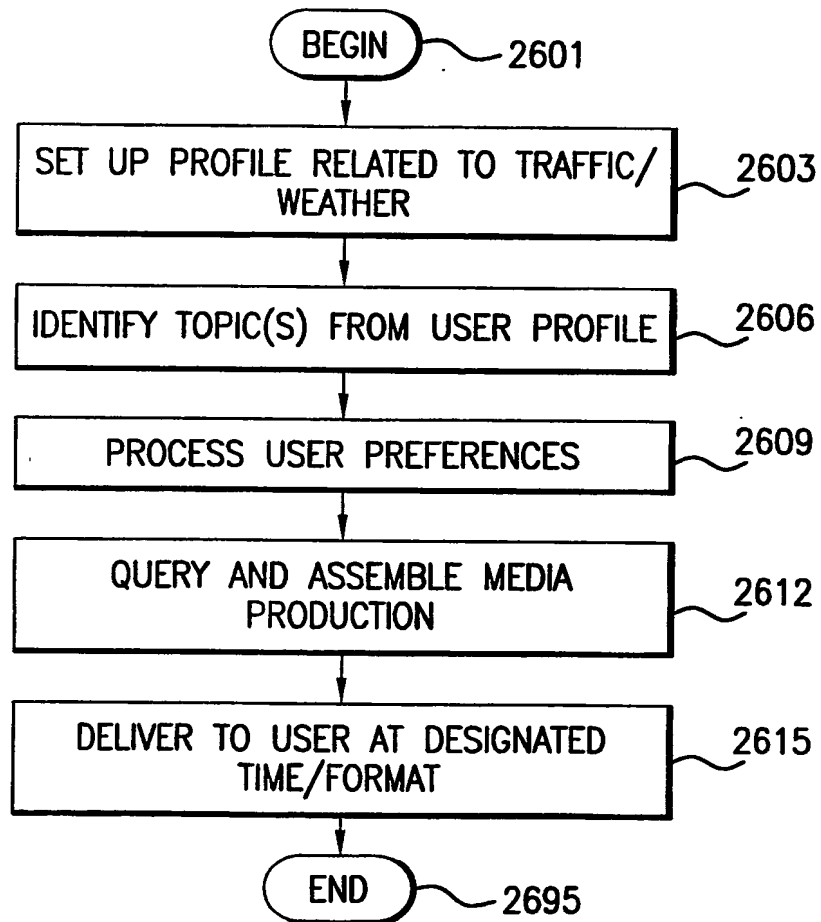 BEGIN
2601
SET UP PROFILE RELATED TO TRAFFIC/
WEATHER
2603
IDENTIFY TOPIC(S) FROM USER PROFILE
2606
PROCESS USER PREFERENCES
2609
QUERY AND ASSEMBLE MEDIA
PRODUCTION
2612
DELIVER TO USER AT DESIGNATED
TIME/FORMAT
2615
END
2695